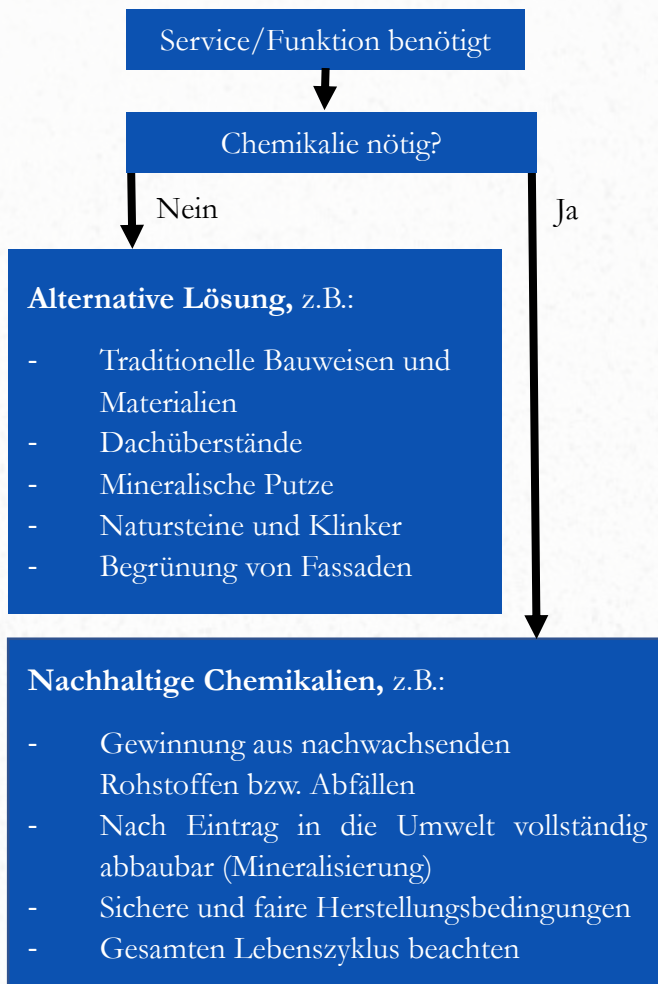 Service/Funktion benötigt
Chemikalie nötig?
Nein
Ja
Alternative Lösung, z.B.:
- Traditionelle Bauweisen und
Materialien
- Dachüberstände
- Mineralische Putze
- Natursteine und Klinker
- Begrünung von Fassaden
Nachhaltige Chemikalien, z.B.:
- Gewinnung aus nachwachsenden
Rohstoffen bzw. Abfällen
- Nach Eintrag in die Umwelt vollständig
abbaubar (Mineralisierung)
- Sichere und faire Herstellungsbedingungen
- Gesamten Lebenszyklus beachten